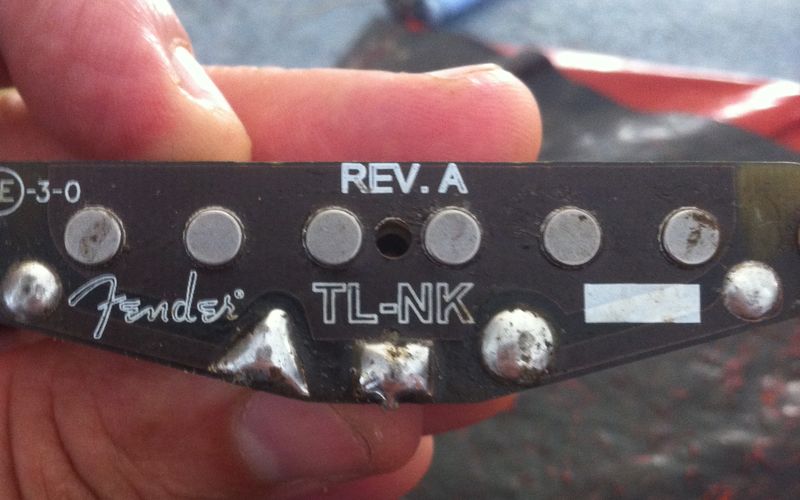 REV. A
E-3-0
Fender®
TL-NK